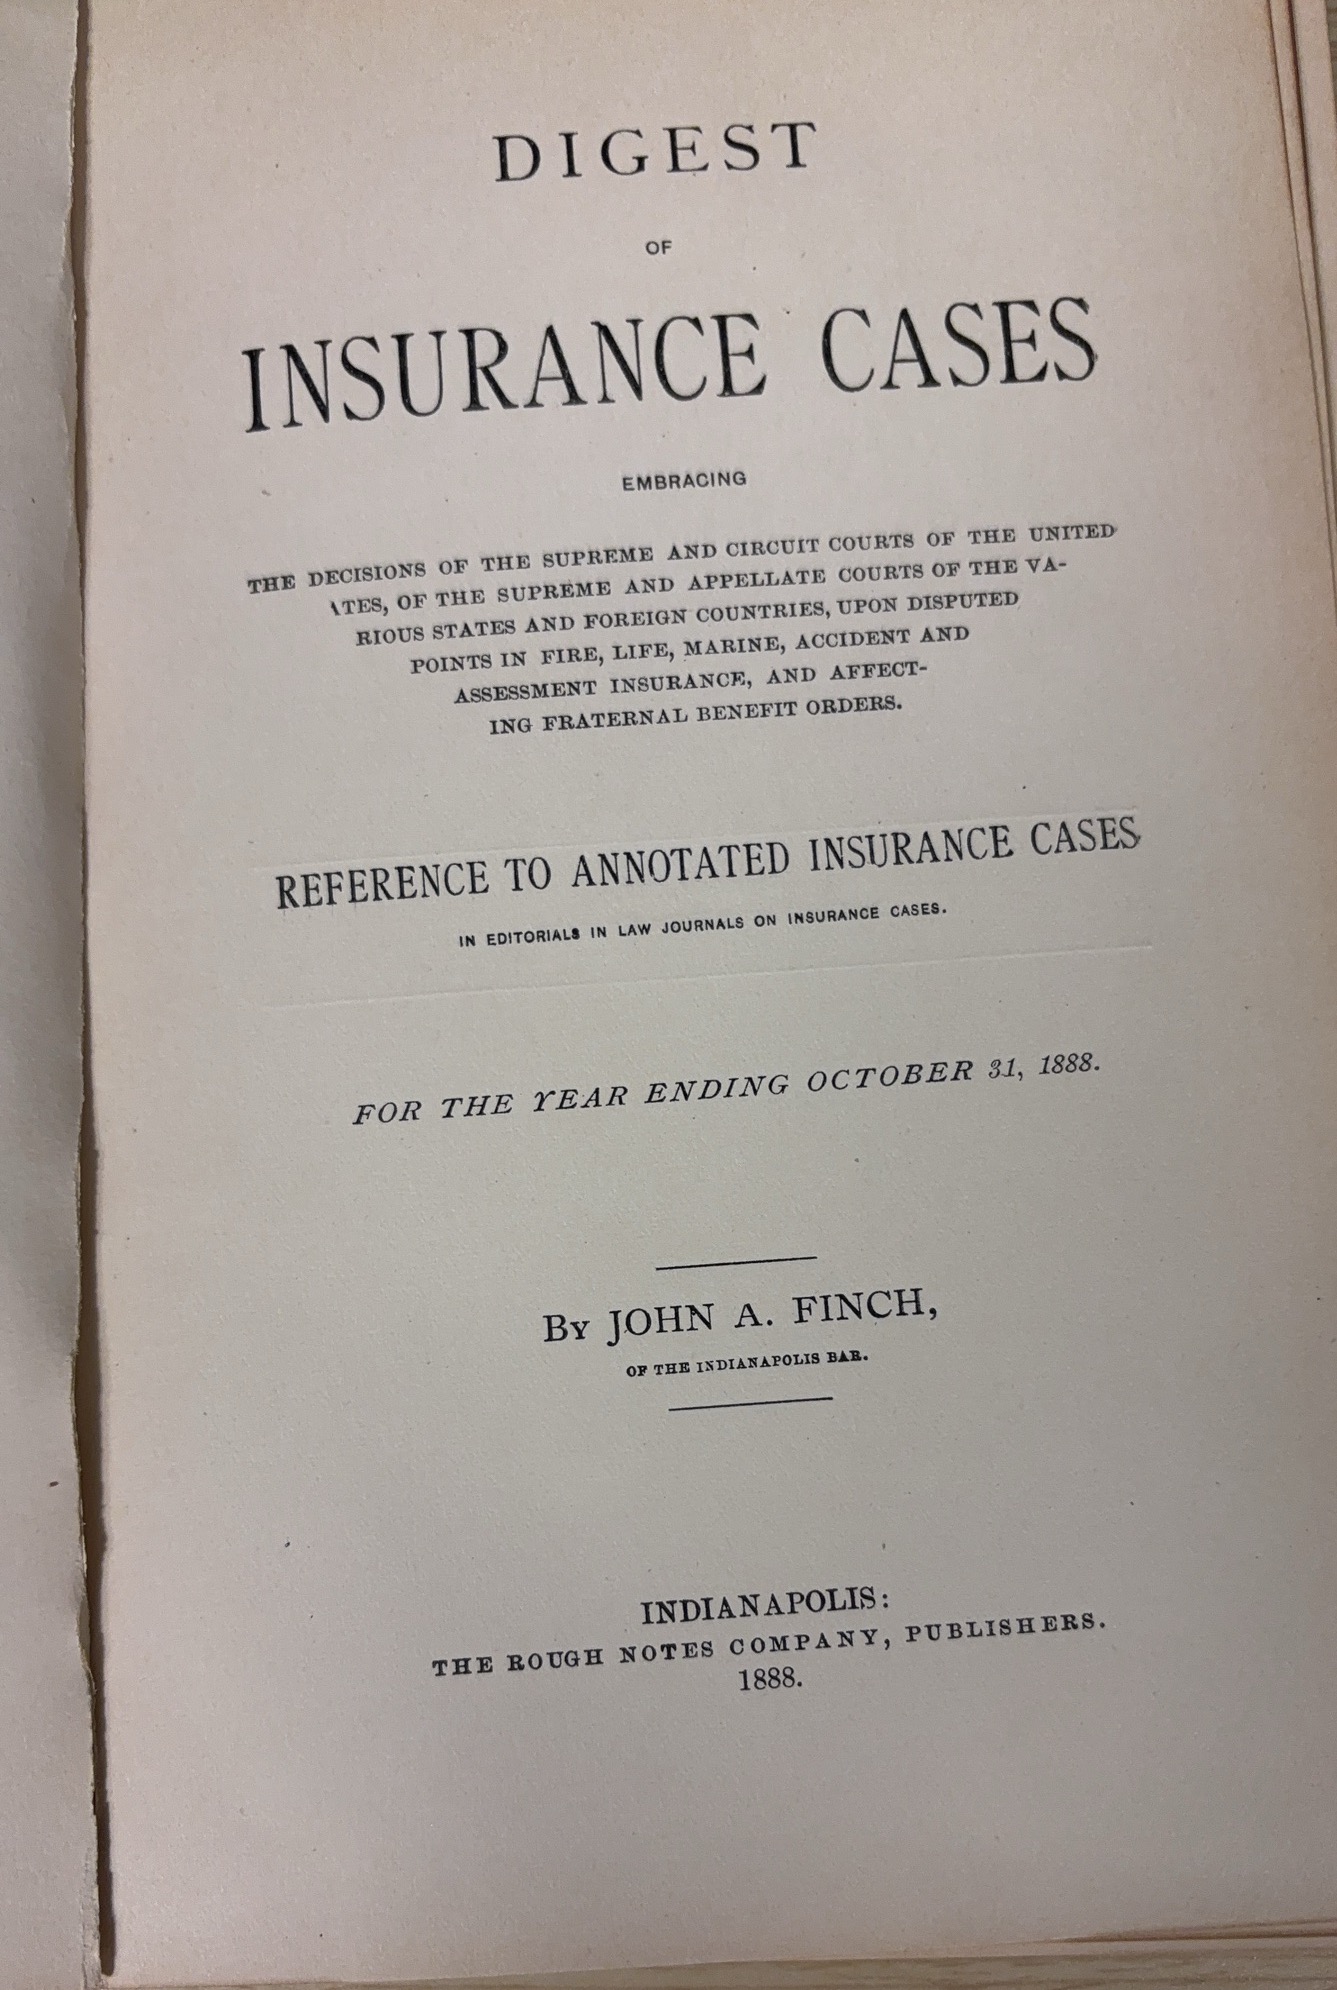 DIGEST
OF
INSURANCE CASES
EMBRACING
THE DECISIONS OF THE SUPREME AND CIRCUIT COURTS OF THE UNITED
ATES, OF THE SUPREME AND APPELLATE COURTS OF THE VA-
RIOUS STATES AND FOREIGN COUNTRIES, UPON DISPUTED
POINTS IN FIRE, LIFE, MARINE, ACCIDENT AND
ASSESSMENT INSURANCE, AND AFFECT-
ING FRATERNAL BENEFIT ORDERS.
REFERENCE TO ANNOTATED INSURANCE CASES
IN EDITORIALS IN LAW JOURNALS ON INSURANCE CASES.
FOR THE YEAR ENDING OCTOBER 31, 1888.
BY JOHN A. FINCH,
OF THE INDIANAPOLIS BAR.
INDIANAPOLIS:
THE ROUGH NOTES COMPANY, PUBLISHERS.
1888.